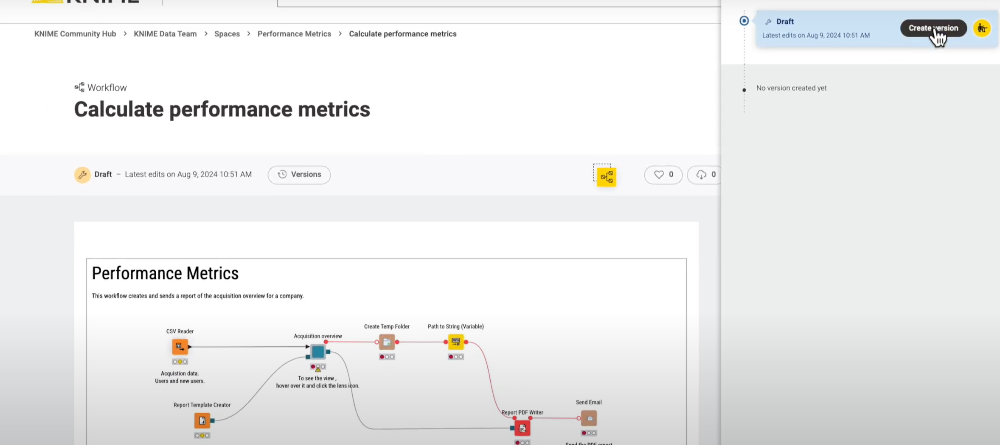 KNIME
KNIME Community Hub > KNIME Data Team > Spaces > Performance Metrics > Calculate performance metrics
Draft
Create version
Latest edits on Aug 9, 2024 10:51 AM
No version created yet
Workflow
Calculate performance metrics
Draft – Latest edits on Aug 9, 2024 10:51 AM
Versions
0
0
Performance Metrics
This workflow creates and sends a report of the acquisition overview for a company.
CSV Reader
Acquistion data.
Users and new users.
Acquisition overview
To see the view ,
hover over it and click the lens icon.
Create Temp Folder
Path to String (Variable)
Report Template Creator
Report PDF Writer
Send Email
Send the PDF report